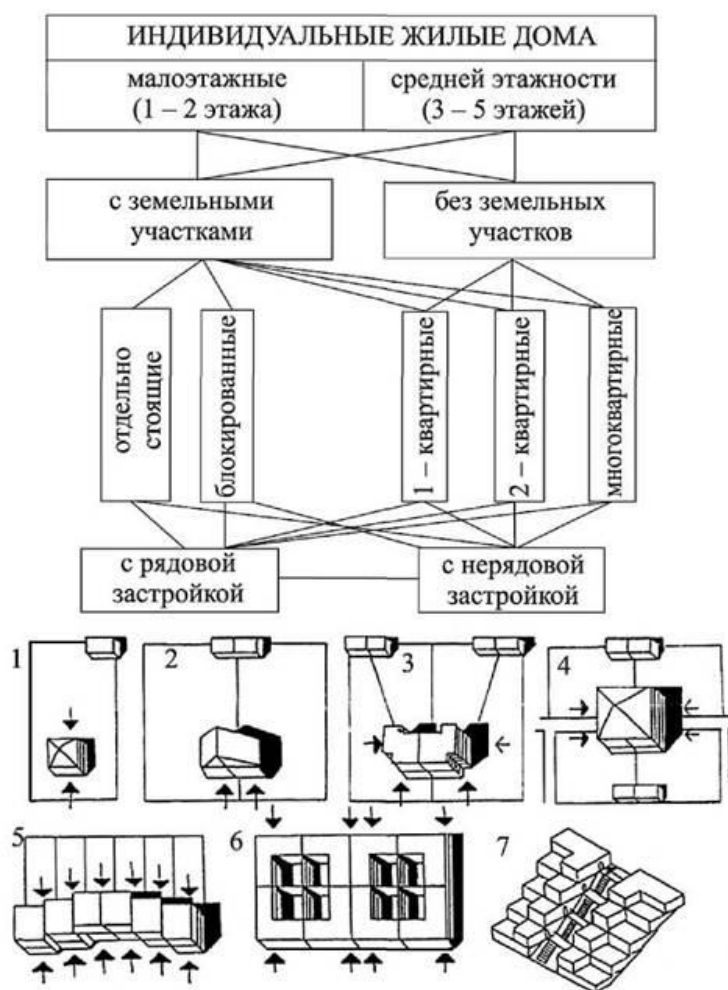 ИНДИВИДУАЛЬНЫЕ ЖИЛЫЕ ДОМА
малоэтажные
(1 – 2 этажа)
средней этажности
(3 – 5 этажей)
с земельными
участками
без земельных
участков
отдельно
стоящие
блокированные
1 – квартирные
2 – квартирные
многоквартирные
с рядовой
застройкой
с нерядовой
застройкой
1
2
3
4
5
6
7